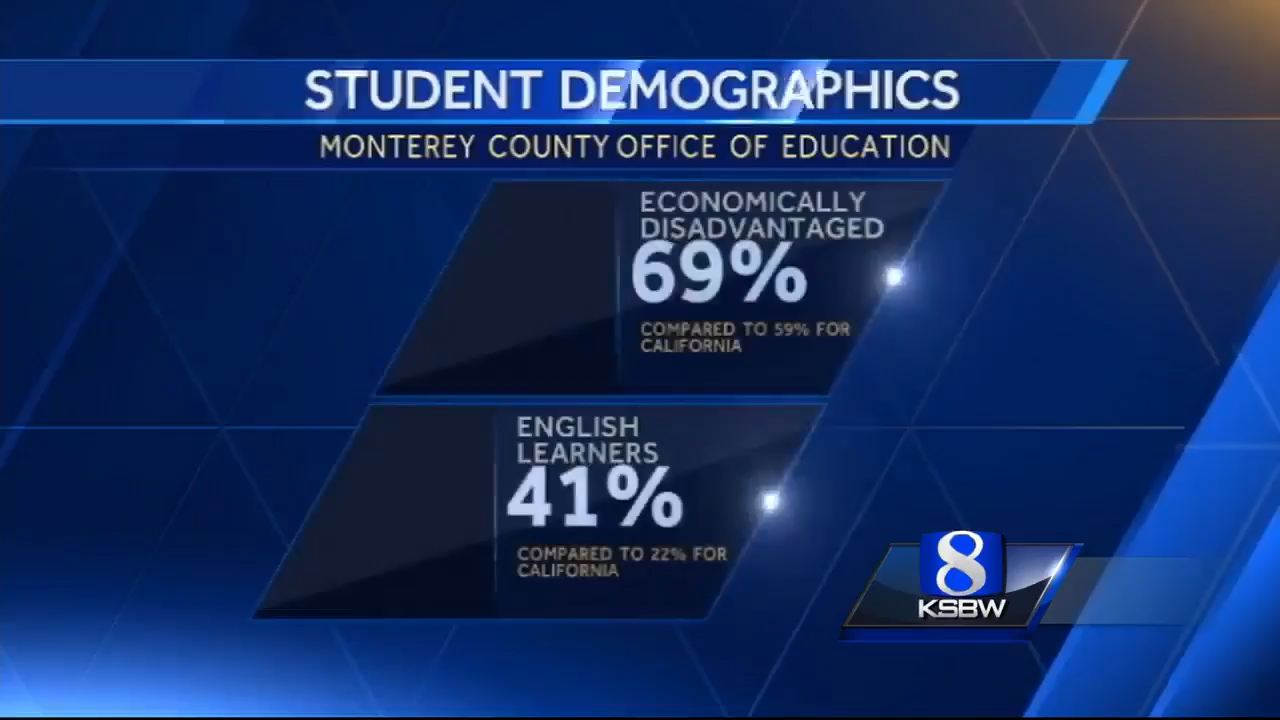 STUDENT DEMOGRAPHICS
MONTEREY COUNTY OFFICE OF EDUCATION
ECONOMICALLY
DISADVANTAGED
69%
COMPARED TO 59% FOR
CALIFORNIA
ENGLISH
LEARNERS
41%
COMPARED TO 22% FOR
CALIFORNIA
8
KSBW